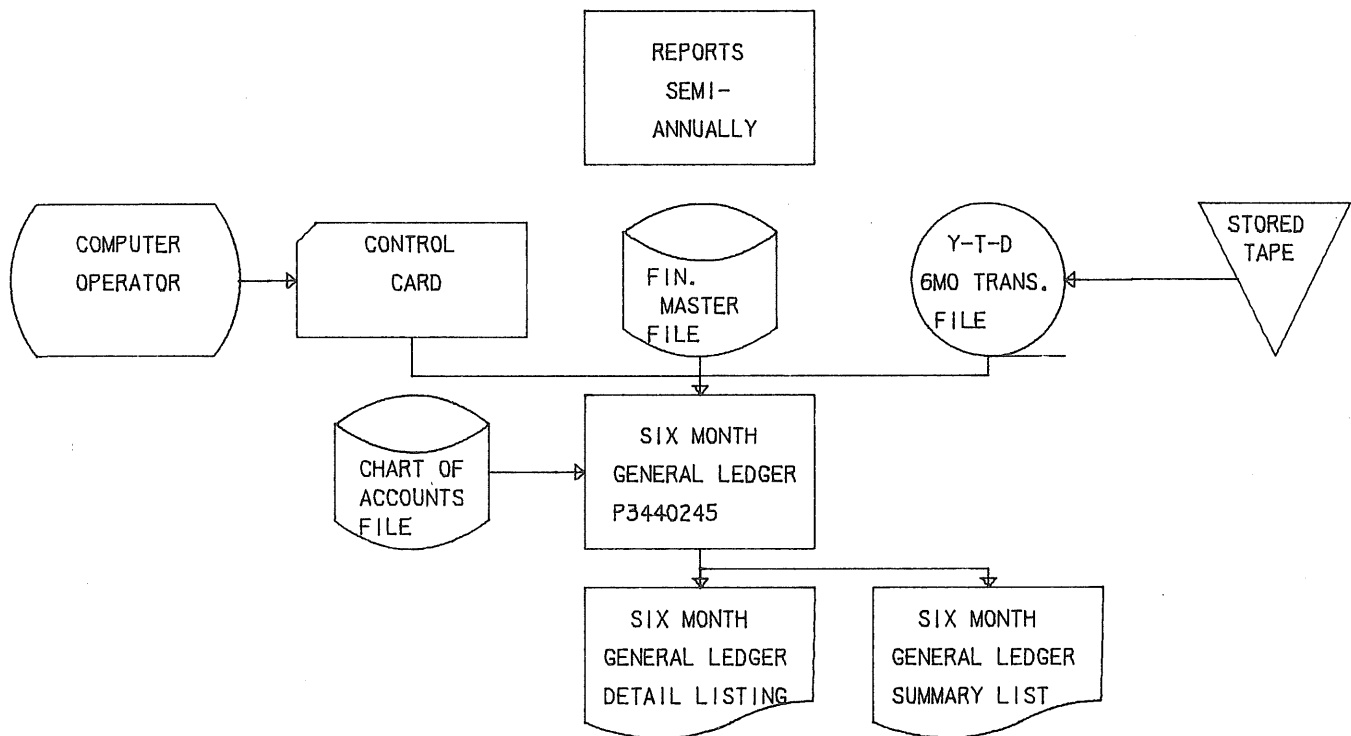 REPORTS
SEMI-
ANNUALLY
COMPUTER
OPERATOR
CONTROL
CARD
FIN.
MASTER
FILE
Y-T-D
6MO TRANS.
FILE
STORED
TAPE
CHART OF
ACCOUNTS
FILE
SIX MONTH
GENERAL LEDGER
P3440245
SIX MONTH
GENERAL LEDGER
DETAIL LISTING
SIX MONTH
GENERAL LEDGER
SUMMARY LIST